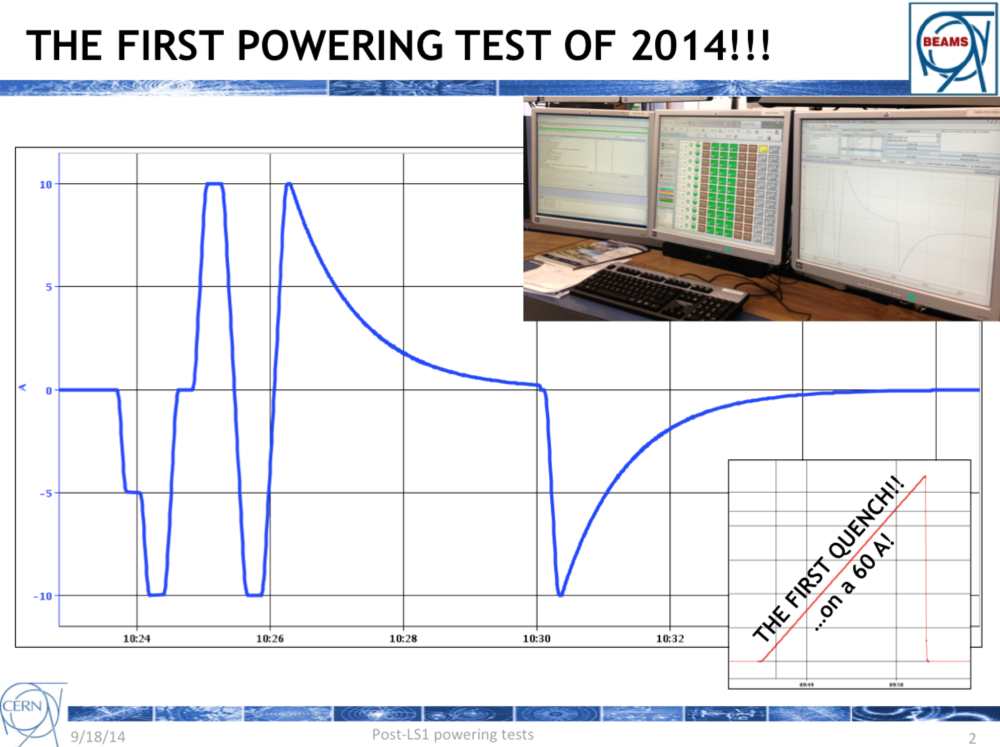 THE FIRST POWERING TEST OF 2014!!!
BEAMS
10
5
0
-5
-10
A
10:24
10:26
10:28
10:30
10:32
THE FIRST QUENCH!!!
...on a 60 A!
09:49
09:50
CERN
9/18/14
Post-LS1 powering tests
2